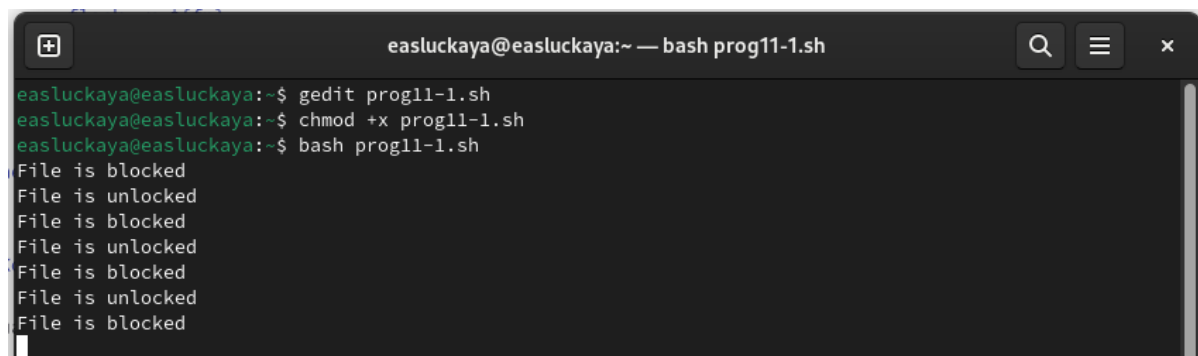 easluckaya@easluckaya:~ — bash prog11-1.sh
easluckaya@easluckaya:~$ gedit prog11-1.sh
easluckaya@easluckaya:~$ chmod +x prog11-1.sh
easluckaya@easluckaya:~$ bash prog11-1.sh
File is blocked
File is unlocked
File is blocked
File is unlocked
File is blocked
File is unlocked
File is blocked